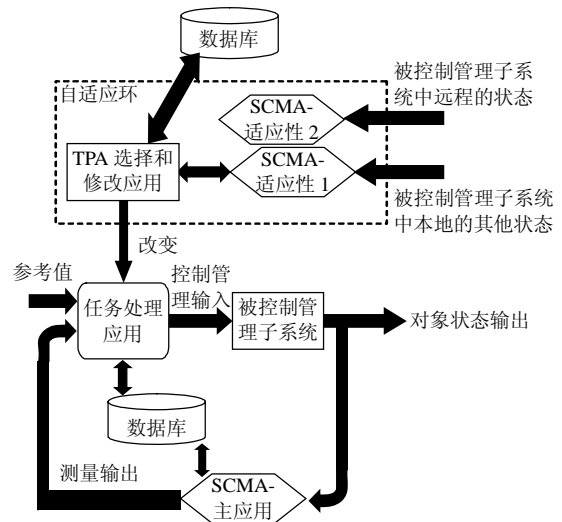 数据库
自适应环
被控制管理子系
统中远程的状态
SCMA-
适应性 2
TPA 选择和
修改应用
SCMA-
适应性 1
被控制管理子系统
中本地的其他状态
改变
参考值
控制管
理输入
任务处理
应用
被控制管
理子系统
对象状态输出
数据库
测量输出
SCMA-
主应用